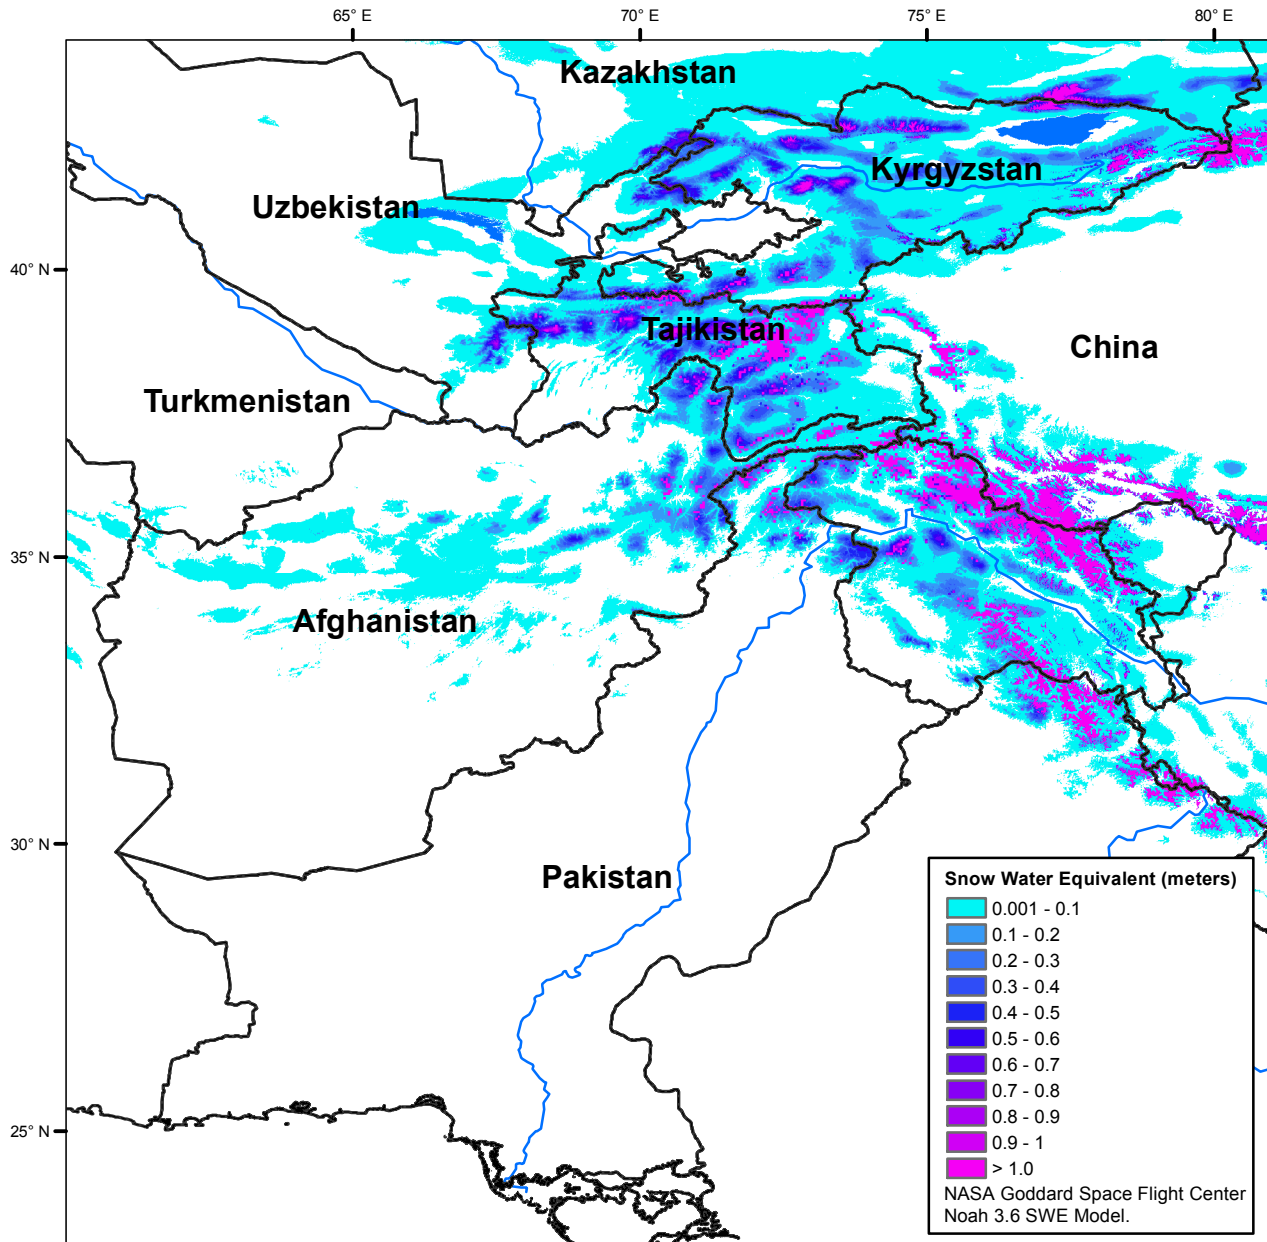 65° E
70° E
75° E
80° E
Kazakhstan
Kyrgyzstan
Uzbekistan
40° N
Tajikistan
China
Turkmenistan
35° N
Afghanistan
30° N
Pakistan
25° N
Snow Water Equivalent (meters)
0.001 - 0.1
0.1 - 0.2
0.2 - 0.3
0.3 - 0.4
0.4 - 0.5
0.5 - 0.6
0.6 - 0.7
0.7 - 0.8
0.8 - 0.9
0.9 - 1
> 1.0
NASA Goddard Space Flight Center
Noah 3.6 SWE Model.